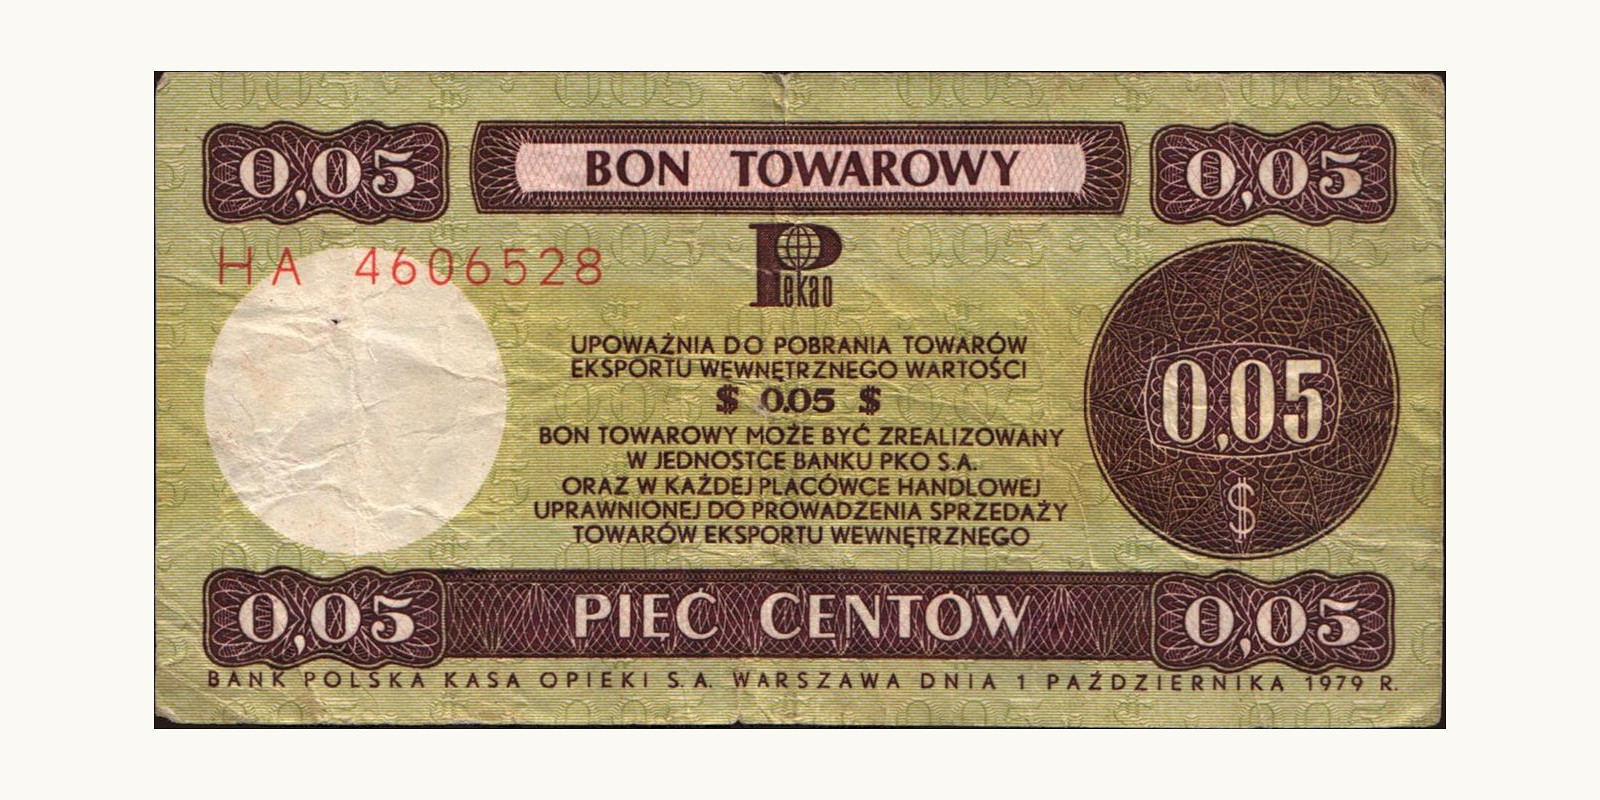 0,05 BON TOWAROWY 0,05
HA 4606528
Pekao
UPOWAŻNIA DO POBRANIA TOWARÓW
EKSPORTU WEWNĘTRZNEGO WARTOŚCI
$ 0.05 $
BON TOWAROWY MOŻE BYĆ ZREALIZOWANY
W JEDNOSTCE BANKU PKO S.A.
ORAZ W KAŻDEJ PLACÓWCE HANDLOWEJ
UPRAWNIONEJ DO PROWADZENIA SPRZEDAŻY
TOWARÓW EKSPORTU WEWNĘTRZNEGO
0,05
$
0,05 PIĘĆ CENTÓW 0,05
BANK POLSKA KASA OPIEKI S.A. WARSZAWA DNIA 1 PAŹDZIERNIKA 1979 R.